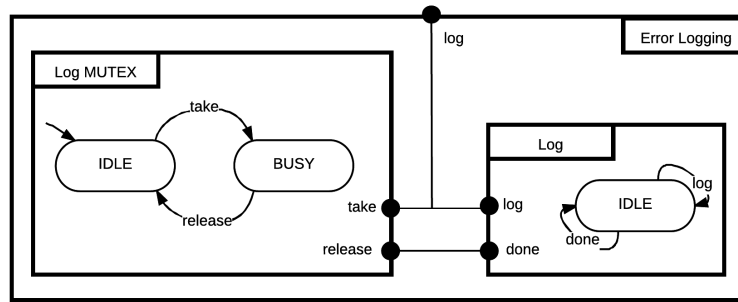 log
Error Logging
Log MUTEX
take
IDLE
BUSY
release
take
release
Log
log
done
IDLE
log
done